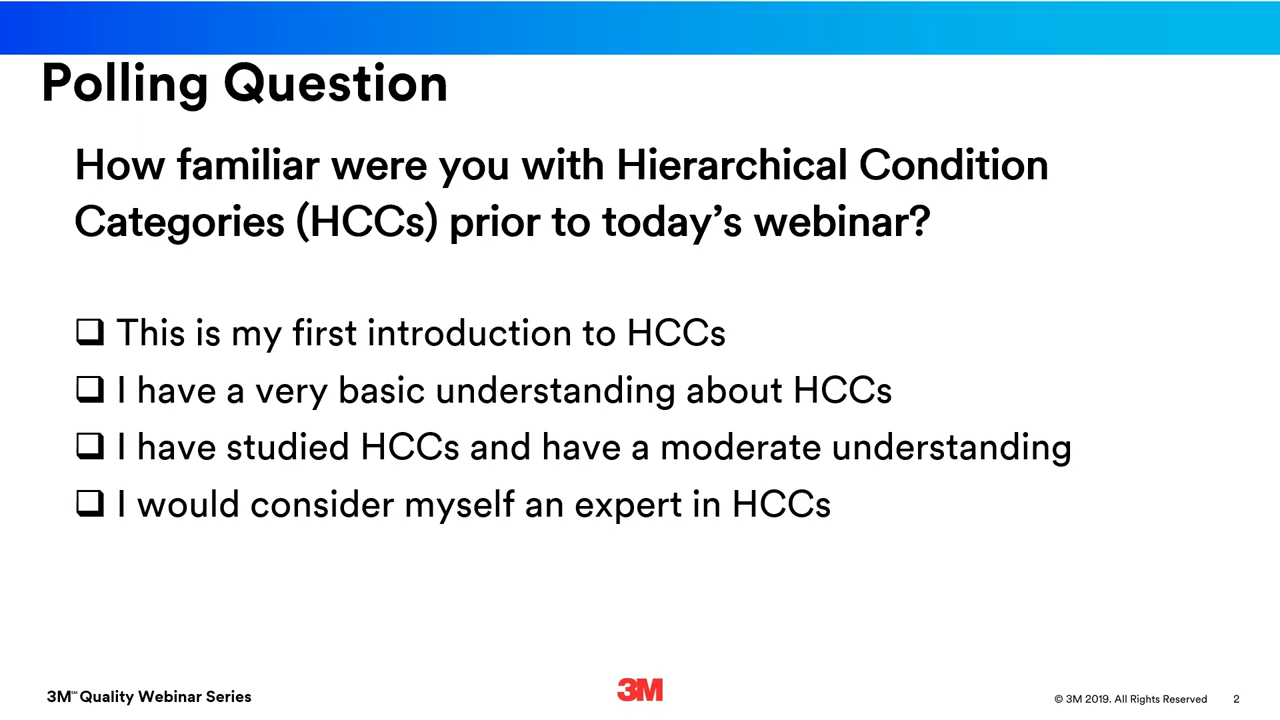 Polling Question
How familiar were you with Hierarchical Condition
Categories (HCCs) prior to today’s webinar?
❑ This is my first introduction to HCCs
❑ I have a very basic understanding about HCCs
❑ I have studied HCCs and have a moderate understanding
❑ I would consider myself an expert in HCCs
3M℠ Quality Webinar Series
3M
© 3M 2019. All Rights Reserved
2